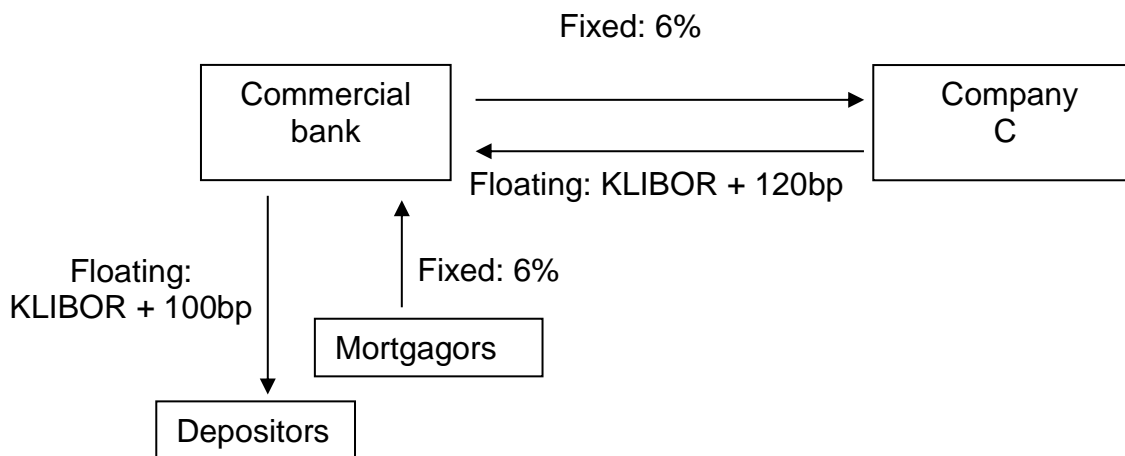 Fixed: 6%
Commercial
bank
Company
C
Floating: KLIBOR + 120bp
Floating:
KLIBOR + 100bp
Fixed: 6%
Mortgagors
Depositors